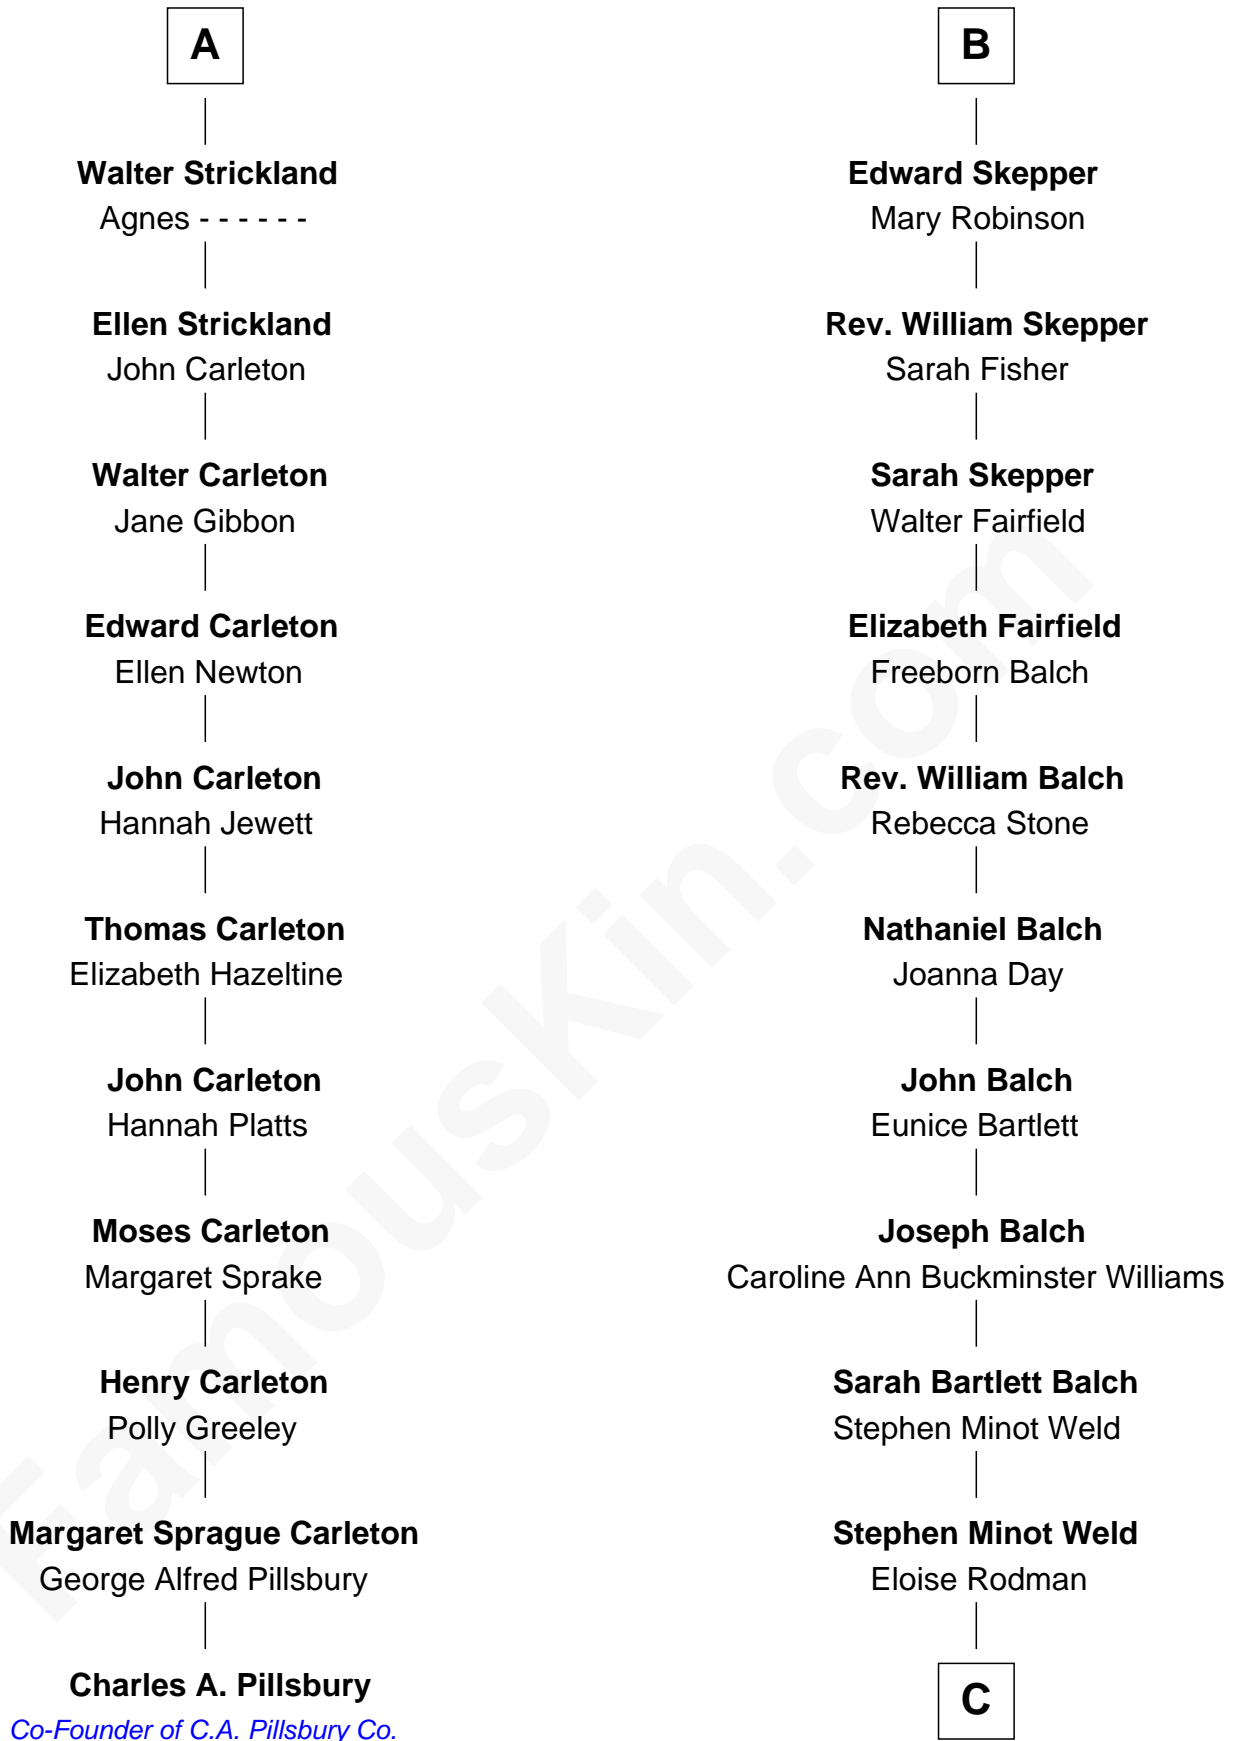 A
Walter Strickland
Agnes - - - - - -
Ellen Strickland
John Carleton
Walter Carleton
Jane Gibbon
Edward Carleton
Ellen Newton
John Carleton
Hannah Jewett
Thomas Carleton
Elizabeth Hazeltine
John Carleton
Hannah Platts
Moses Carleton
Margaret Sprake
Henry Carleton
Polly Greeley
Margaret Sprague Carleton
George Alfred Pillsbury
Charles A. Pillsbury
Co-Founder of C.A. Pillsbury Co.
B
Edward Skepper
Mary Robinson
Rev. William Skepper
Sarah Fisher
Sarah Skepper
Walter Fairfield
Elizabeth Fairfield
Freeborn Balch
Rev. William Balch
Rebecca Stone
Nathaniel Balch
Joanna Day
John Balch
Eunice Bartlett
Joseph Balch
Caroline Ann Buckminster Williams
Sarah Bartlett Balch
Stephen Minot Weld
Stephen Minot Weld
Eloise Rodman
C
FamousKin.com